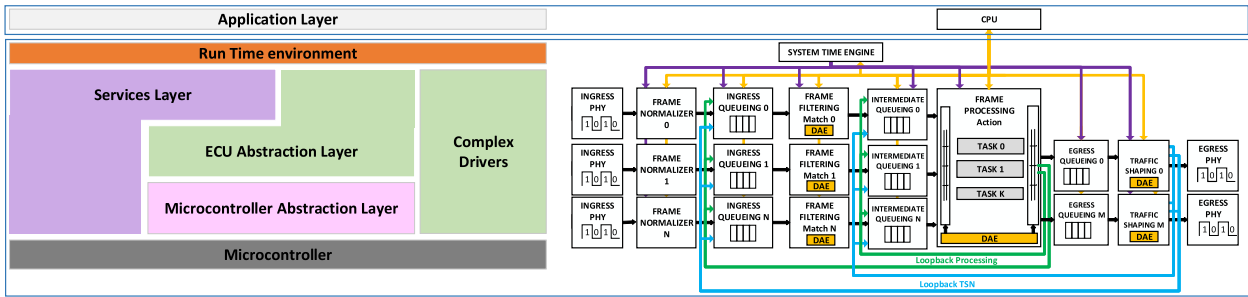 Application Layer
Run Time environment
Services Layer
ECU Abstraction Layer
Complex
Drivers
Microcontroller Abstraction Layer
Microcontroller
CPU
SYSTEM TIME ENGINE
INGRESS
PHY
1 0 1 0
FRAME
NORMALIZER
0
INGRESS
QUEUEING 0
FRAME
FILTERING
Match 0
DAE
INTERMEDIATE
QUEUEING 0
INGRESS
PHY
1 0 1 0
FRAME
NORMALIZER
1
INGRESS
QUEUEING 1
FRAME
FILTERING
Match 1
DAE
INTERMEDIATE
QUEUEING 1
INGRESS
PHY
1 0 1 0
FRAME
NORMALIZER
N
INGRESS
QUEUEING N
FRAME
FILTERING
Match N
DAE
INTERMEDIATE
QUEUEING N
FRAME
PROCESSING
Action
TASK 0
TASK 1
TASK K
DAE
EGRESS
QUEUEING 0
TRAFFIC
SHAPING 0
DAE
EGRESS
PHY
1 0 1 0
EGRESS
QUEUEING M
TRAFFIC
SHAPING M
DAE
EGRESS
PHY
1 0 1 0
Loopback Processing
Loopback TSN